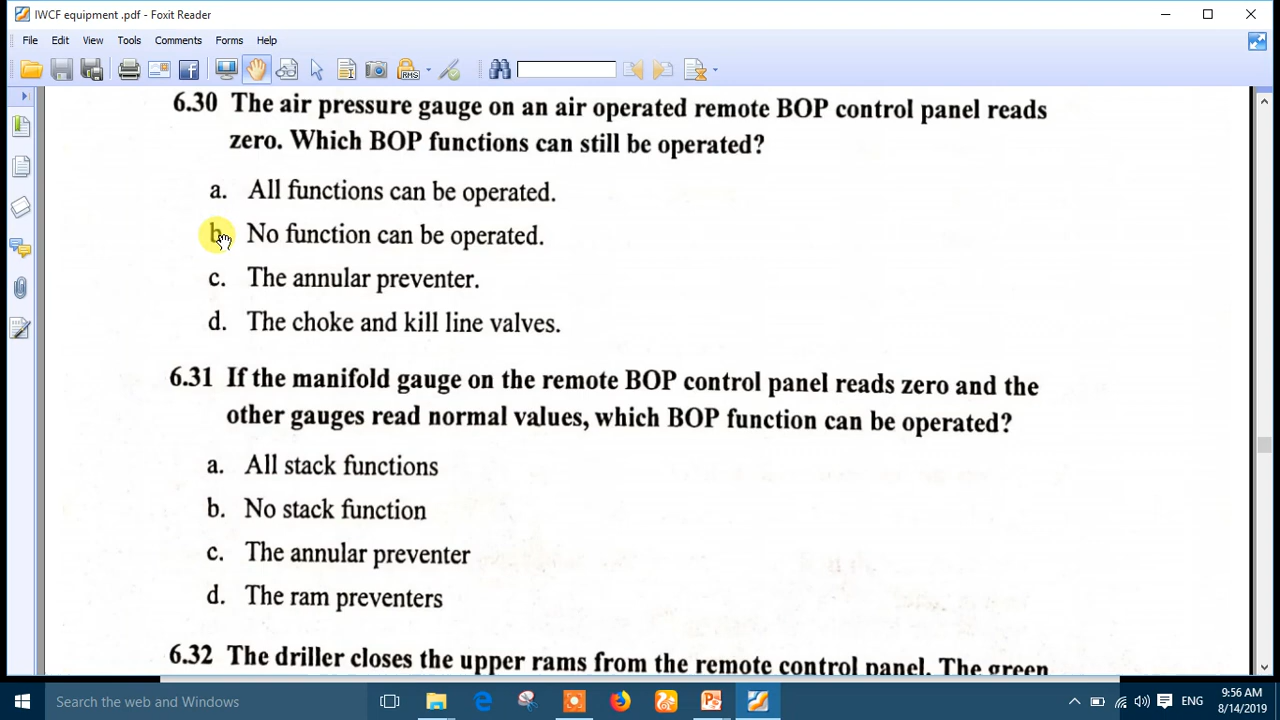 IWCF equipment .pdf - Foxit Reader
File Edit View Tools Comments Forms Help
RMS
6.30 The air pressure gauge on an air operated remote BOP control panel reads
zero. Which BOP functions can still be operated?
a. All functions can be operated.
b. No function can be operated.
c. The annular preventer.
d. The choke and kill line valves.
6.31 If the manifold gauge on the remote BOP control panel reads zero and the
other gauges read normal values, which BOP function can be operated?
a. All stack functions
b. No stack function
c. The annular preventer
d. The ram preventers
6.32 The driller closes the upper rams from the remote control panel. The green
Search the web and Windows
ENG
9:56 AM
8/14/2019